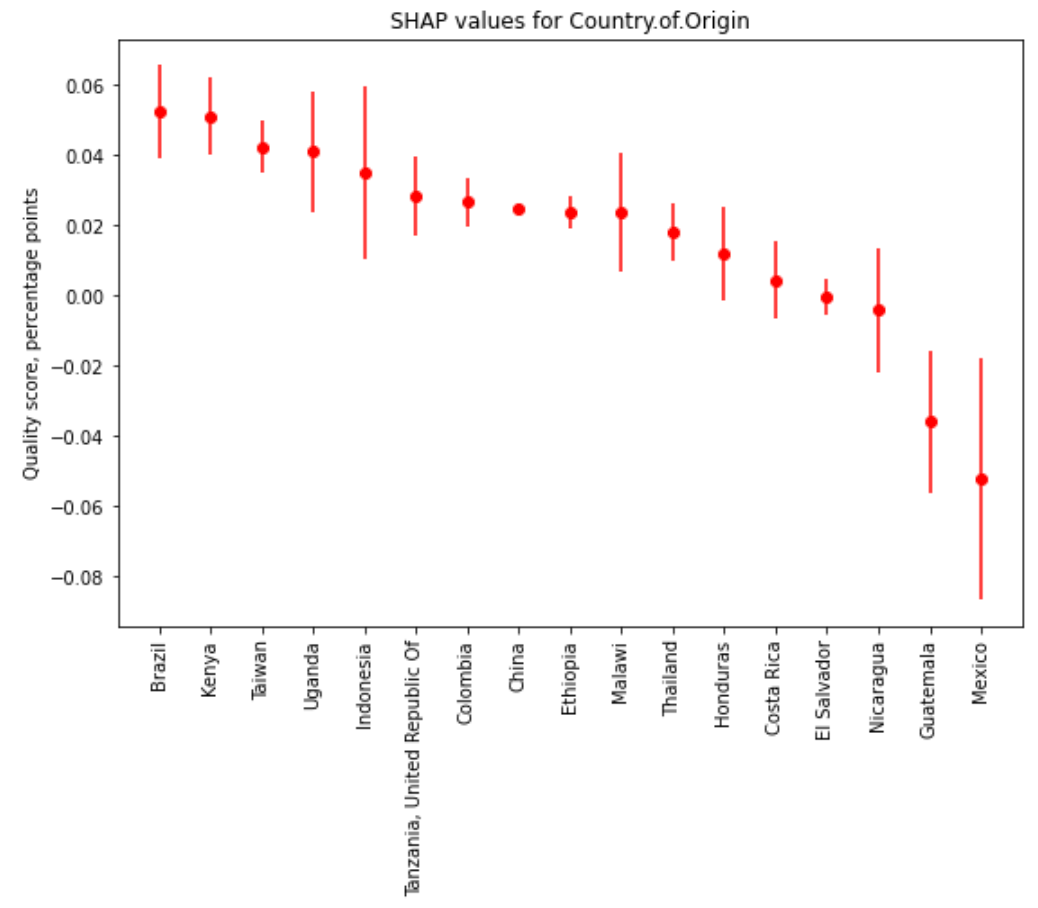 SHAP values for Country.of.Origin
Quality score, percentage points
0.06
0.04
0.02
0.00
−0.02
−0.04
−0.06
−0.08
Brazil
Kenya
Taiwan
Uganda
Indonesia
Tanzania, United Republic Of
Colombia
China
Ethiopia
Malawi
Thailand
Honduras
Costa Rica
El Salvador
Nicaragua
Guatemala
Mexico